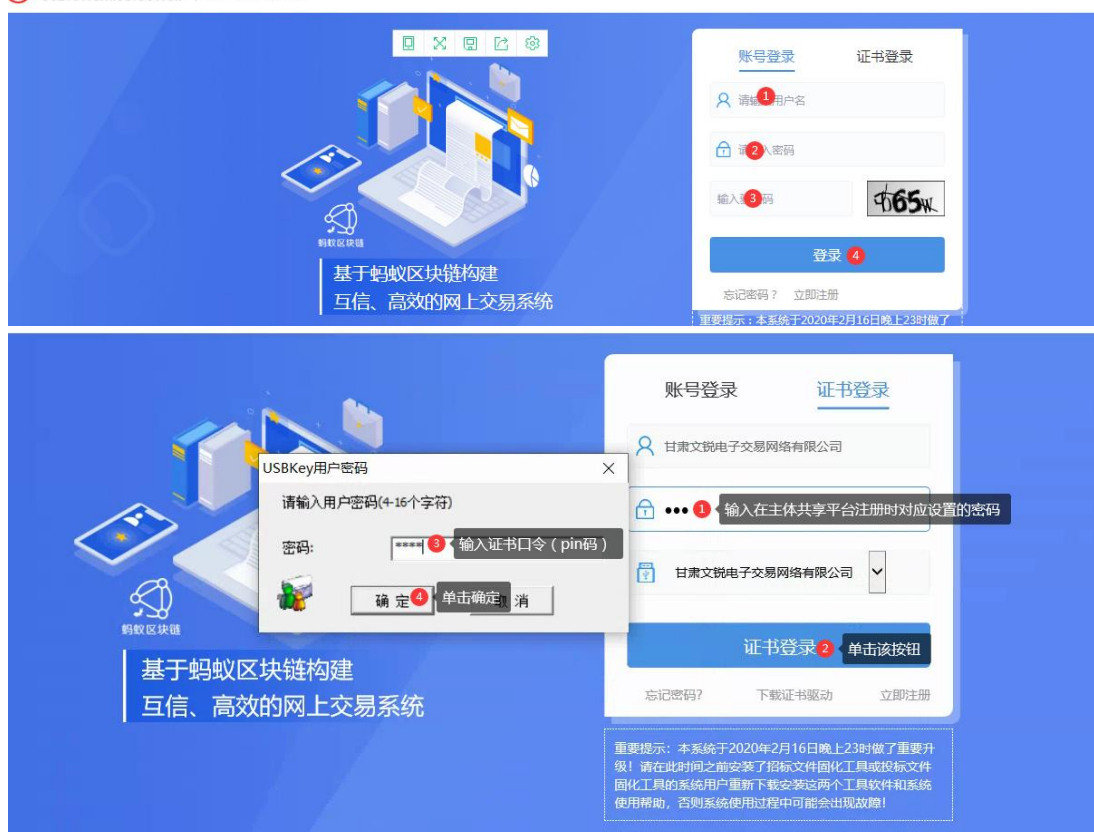 账号登录
证书登录
1
请输入用户名
2
请输入密码
3
输入验证码
65w
登录
4
忘记密码？
立即注册
蚂蚁区块链
基于蚂蚁区块链构建
互信、高效的网上交易系统
重要提示：本系统于2020年2月16日晚上23时做了
账号登录
证书登录
甘肃文锐电子交易网络有限公司
USBKey用户密码
请输入用户密码(4-16个字符)
•••
1
输入在主体共享平台注册时对应设置的密码
密码:
****
3
输入证书口令（pin码）
甘肃文锐电子交易网络有限公司
确 定
4
单击确定
消
蚂蚁区块链
证书登录
2
单击该按钮
基于蚂蚁区块链构建
互信、高效的网上交易系统
忘记密码?
下载证书驱动
立即注册
重要提示：本系统于2020年2月16日晚上23时做了重要升
级！请在此时间之前安装了招标文件固化工具或投标文件
固化工具的系统用户重新下载安装这两个工具软件和系统
使用帮助，否则系统使用过程中可能会出现故障！